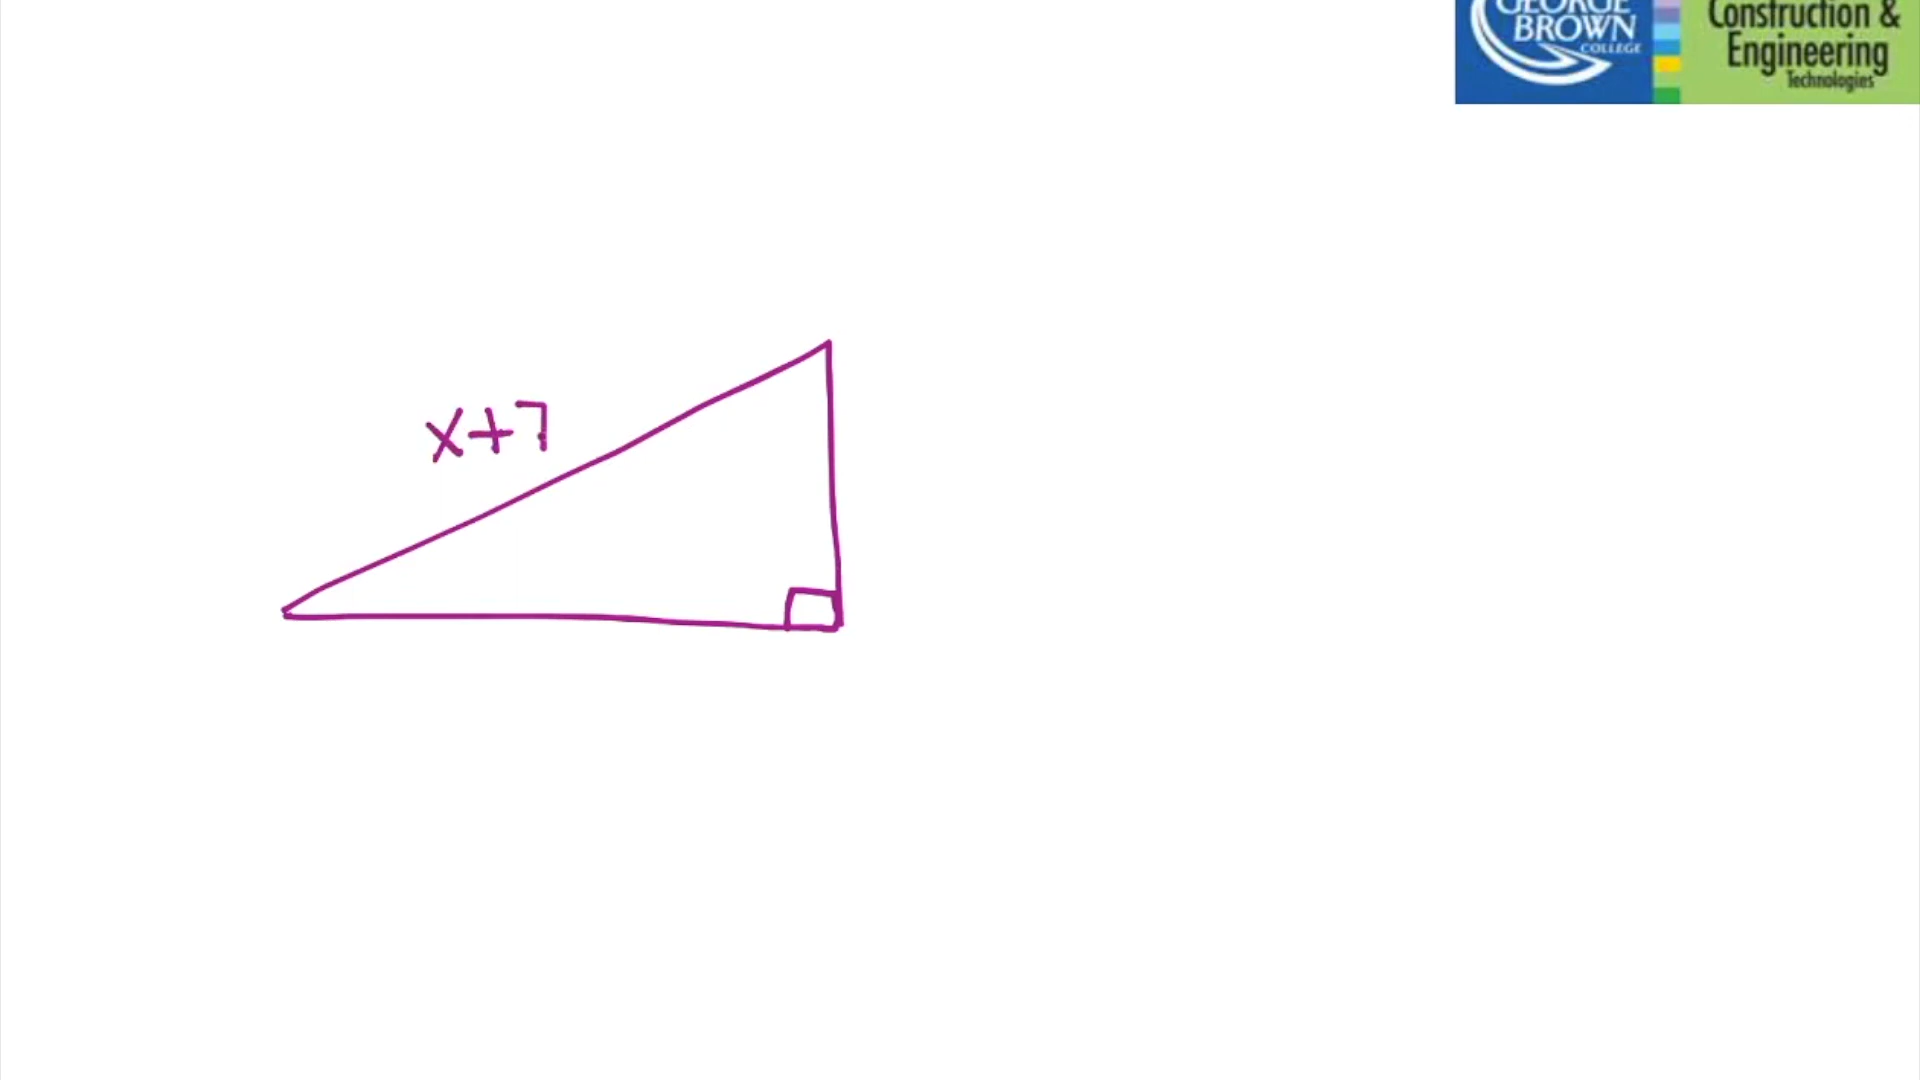 GEORGE
BROWN
COLLEGE
Construction &
Engineering
Technologies
x+7